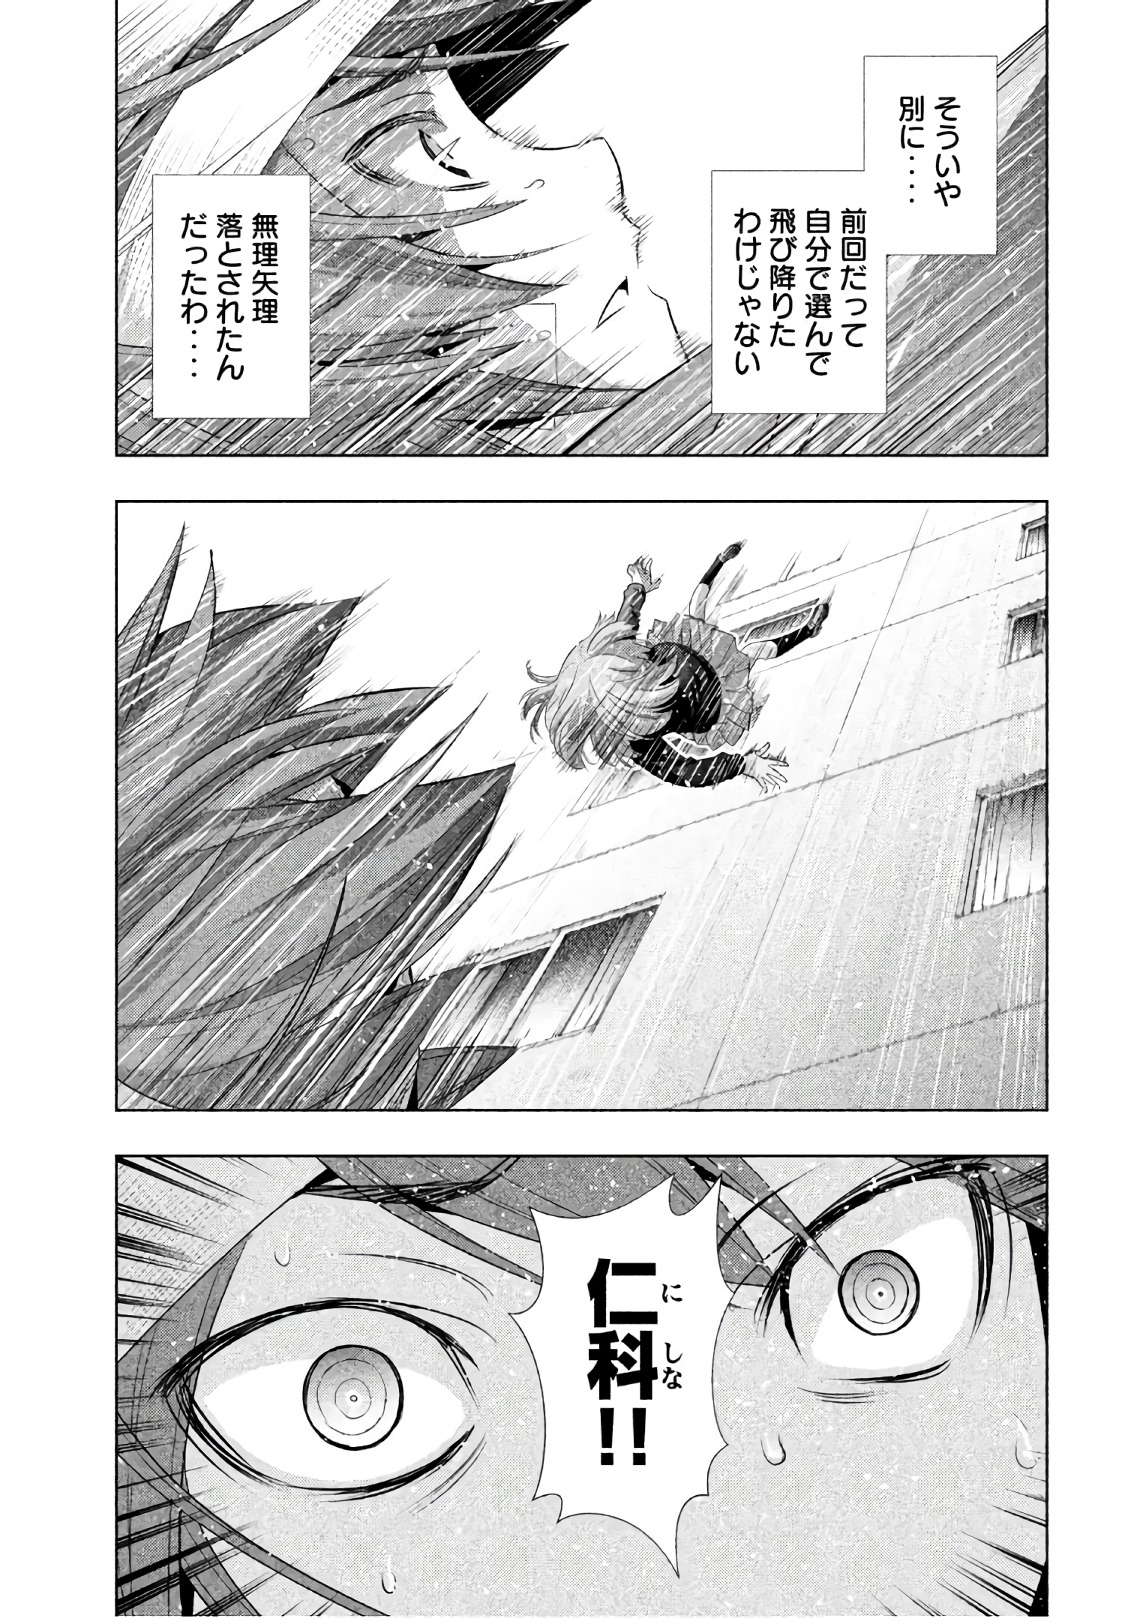 そういや
別に‥‥
前回だって
自分で選んで
飛び降りた
わけじゃない
無理矢理
落とされたん
だったわ‥‥
仁科!!
にしな